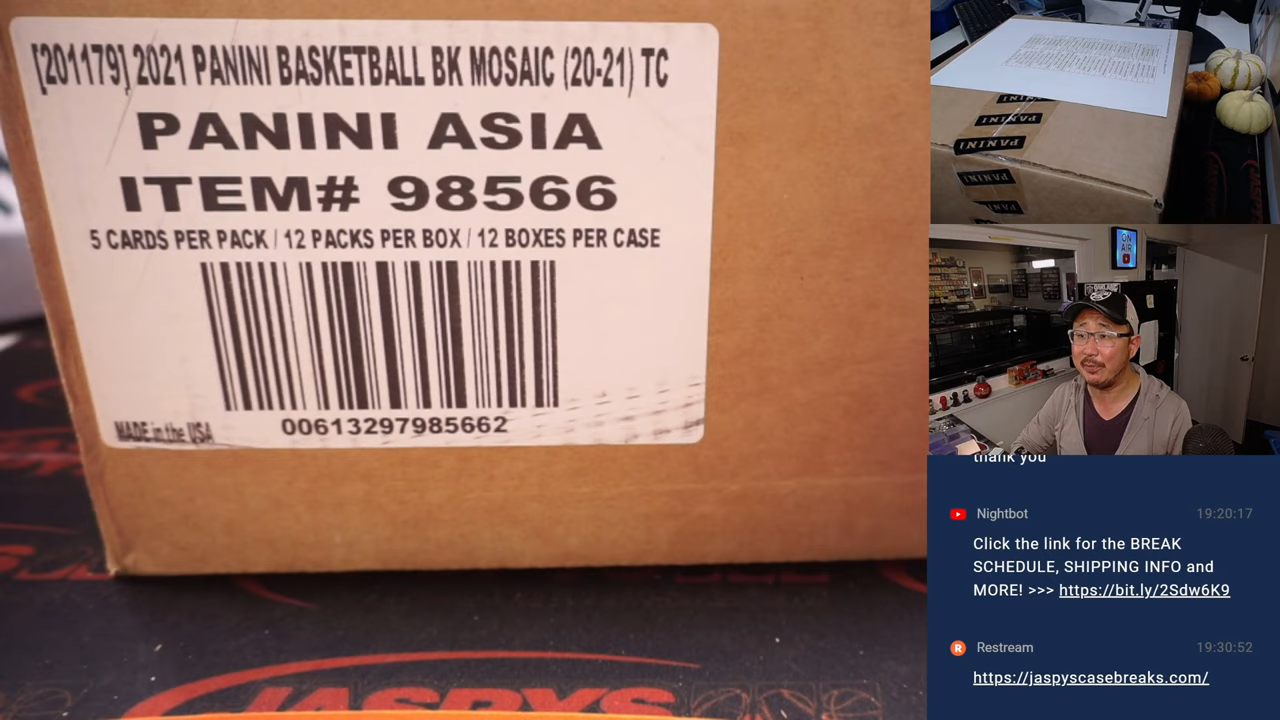 [201179] 2021 PANINI BASKETBALL BK MOSAIC (20-21) TC
PANINI ASIA
ITEM# 98566
5 CARDS PER PACK / 12 PACKS PER BOX / 12 BOXES PER CASE
MADE in the USA
00613297985662
JASPYS
PANINI
PANINI
PANINI
PANINI
PANINI
ON
AIR
thank you
Nightbot 19:20:17
Click the link for the BREAK
SCHEDULE, SHIPPING INFO and
MORE! >>> https://bit.ly/2Sdw6K9
Restream 19:30:52
https://jaspyscasebreaks.com/